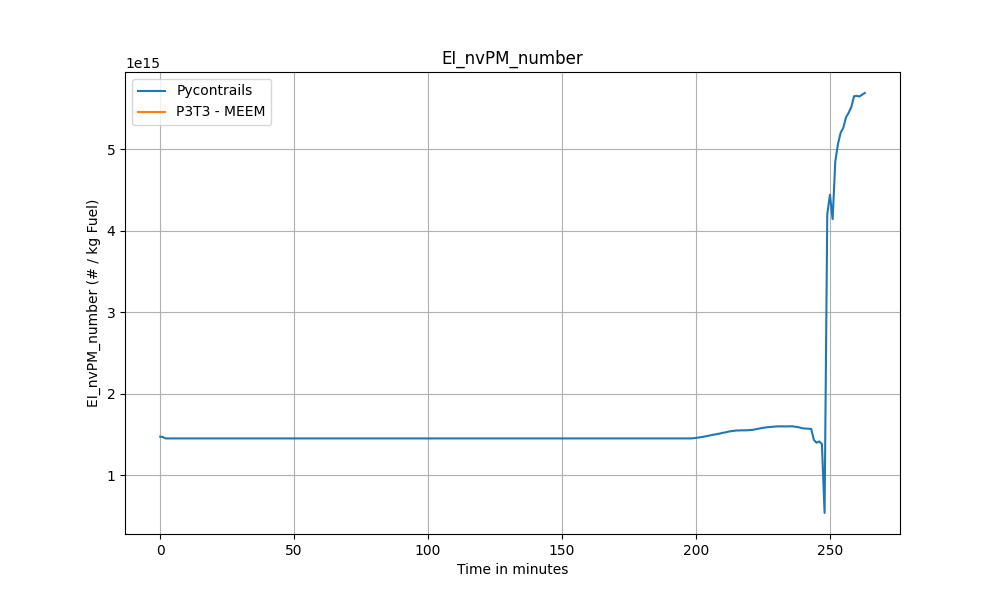 EI_nvPM_number
1e15
Pycontrails
P3T3 - MEEM
EI_nvPM_number (# / kg Fuel)
5
4
3
2
1
0 50 100 150 200 250
Time in minutes